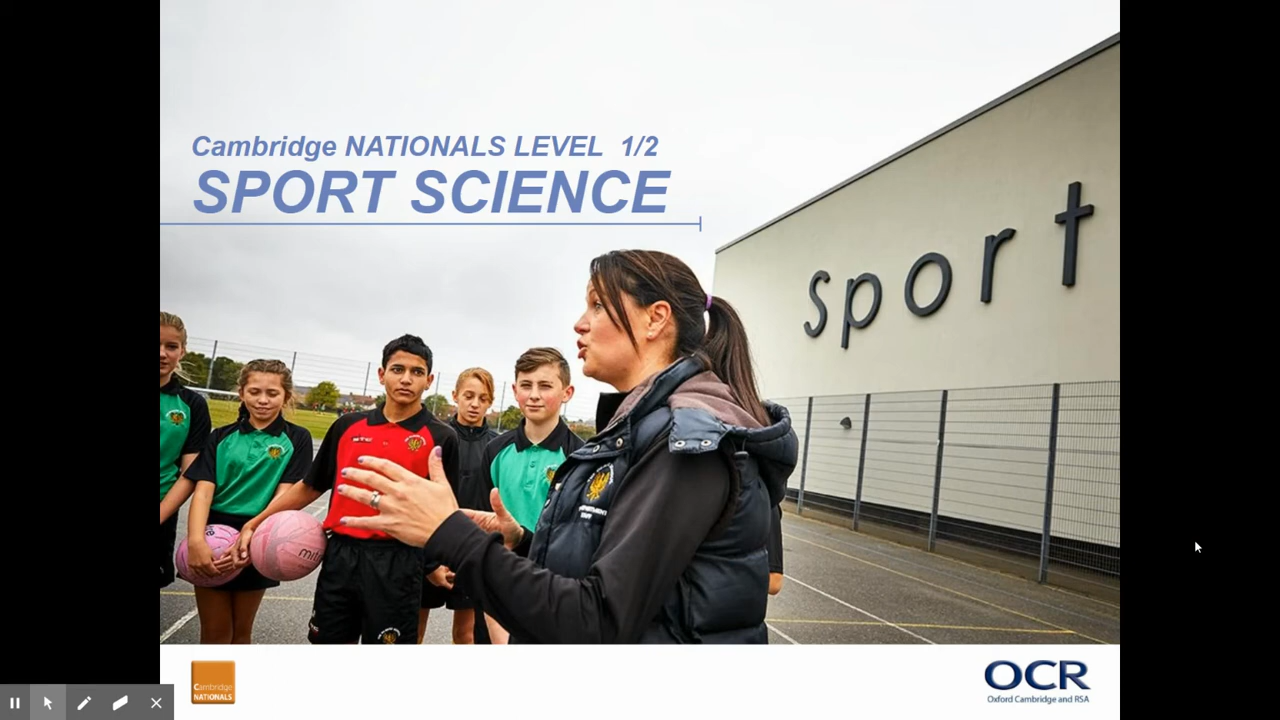 Cambridge NATIONALS LEVEL 1/2
SPORT SCIENCE
Sport
Cambridge
NATIONALS
OCR
Oxford Cambridge and RSA